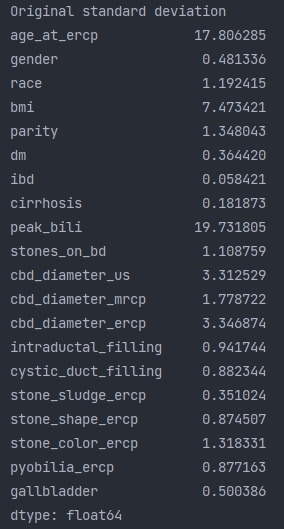 Original standard deviation
age_at_ercp 17.806285
gender 0.481336
race 1.192415
bmi 7.473421
parity 1.348043
dm 0.364420
ibd 0.058421
cirrhosis 0.181873
peak_bili 19.731805
stones_on_bd 1.108759
cbd_diameter_us 3.312529
cbd_diameter_mrcp 1.778722
cbd_diameter_ercp 3.346874
intraductal_filling 0.941744
cystic_duct_filling 0.882344
stone_sludge_ercp 0.351024
stone_shape_ercp 0.874507
stone_color_ercp 1.318331
pyobilia_ercp 0.877163
gallbladder 0.500386
dtype: float64